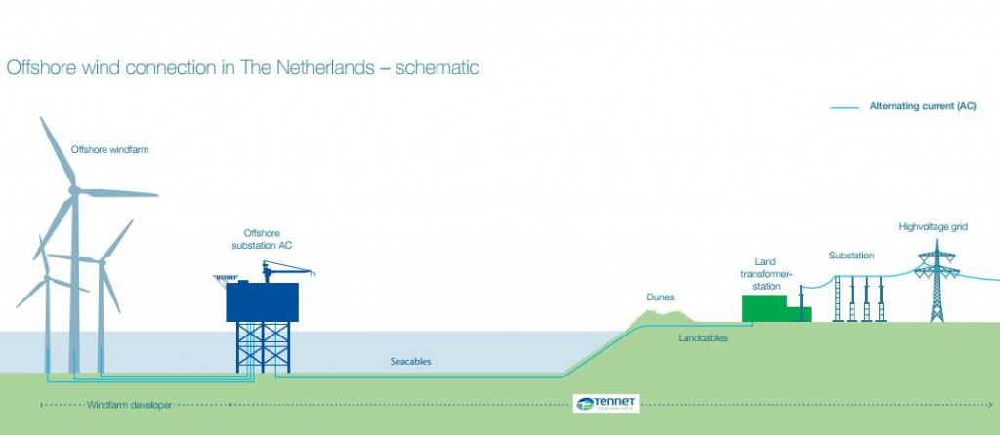 Offshore wind connection in The Netherlands – schematic
Alternating current (AC)
Offshore windfarm
Offshore
substation AC
Highvoltage grid
Substation
Land
transformer-
station
Dunes
Landcables
Seacables
Windfarm developer
TENNET